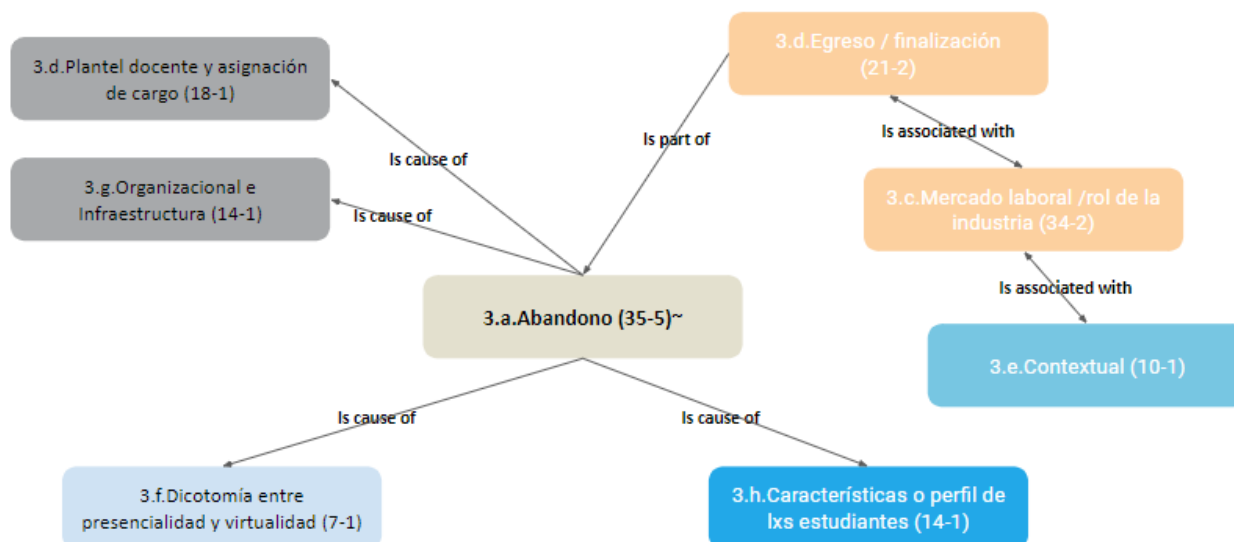 3.d.Egreso / finalización
(21-2)
3.d.Plantel docente y asignación
de cargo (18-1)
Is associated with
Is part of
Is cause of
3.g.Organizacional e
Infraestructura (14-1)
Is cause of
3.c.Mercado laboral /rol de la
industria (34-2)
Is associated with
3.a.Abandono (35-5)~
3.e.Contextual (10-1)
Is cause of
Is cause of
3.f.Dicotomía entre
presencialidad y virtualidad (7-1)
3.h.Características o perfil de
lxs estudiantes (14-1)